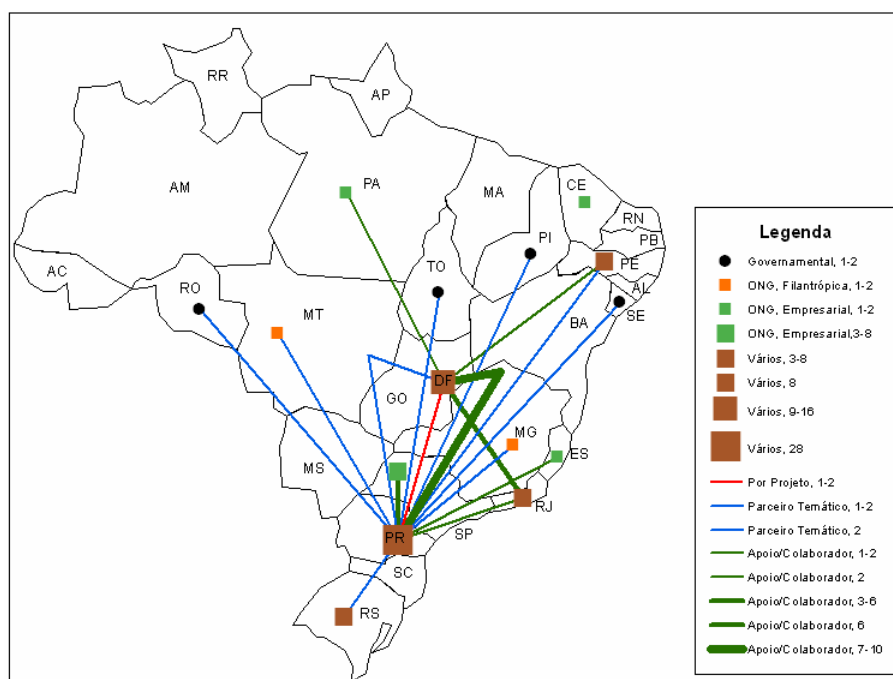 RR
AP
AM
PA
MA
CE
RN
PB
PI
PE
AC
TO
AL
RO
SE
MT
BA
DF
GO
MG
ES
MS
RJ
SP
PR
SC
RS
Legenda
Governamental, 1-2
ONG, Filantrópica, 1-2
ONG, Empresarial, 1-2
ONG, Empresarial,3-8
Vários, 3-8
Vários, 8
Vários, 9-16
Vários, 28
Por Projeto, 1-2
Parceiro Temático, 1-2
Parceiro Temático, 2
Apoio/Colaborador, 1-2
Apoio/Colaborador, 2
Apoio/Colaborador, 3-6
Apoio/Colaborador, 6
Apoio/Colaborador, 7-10